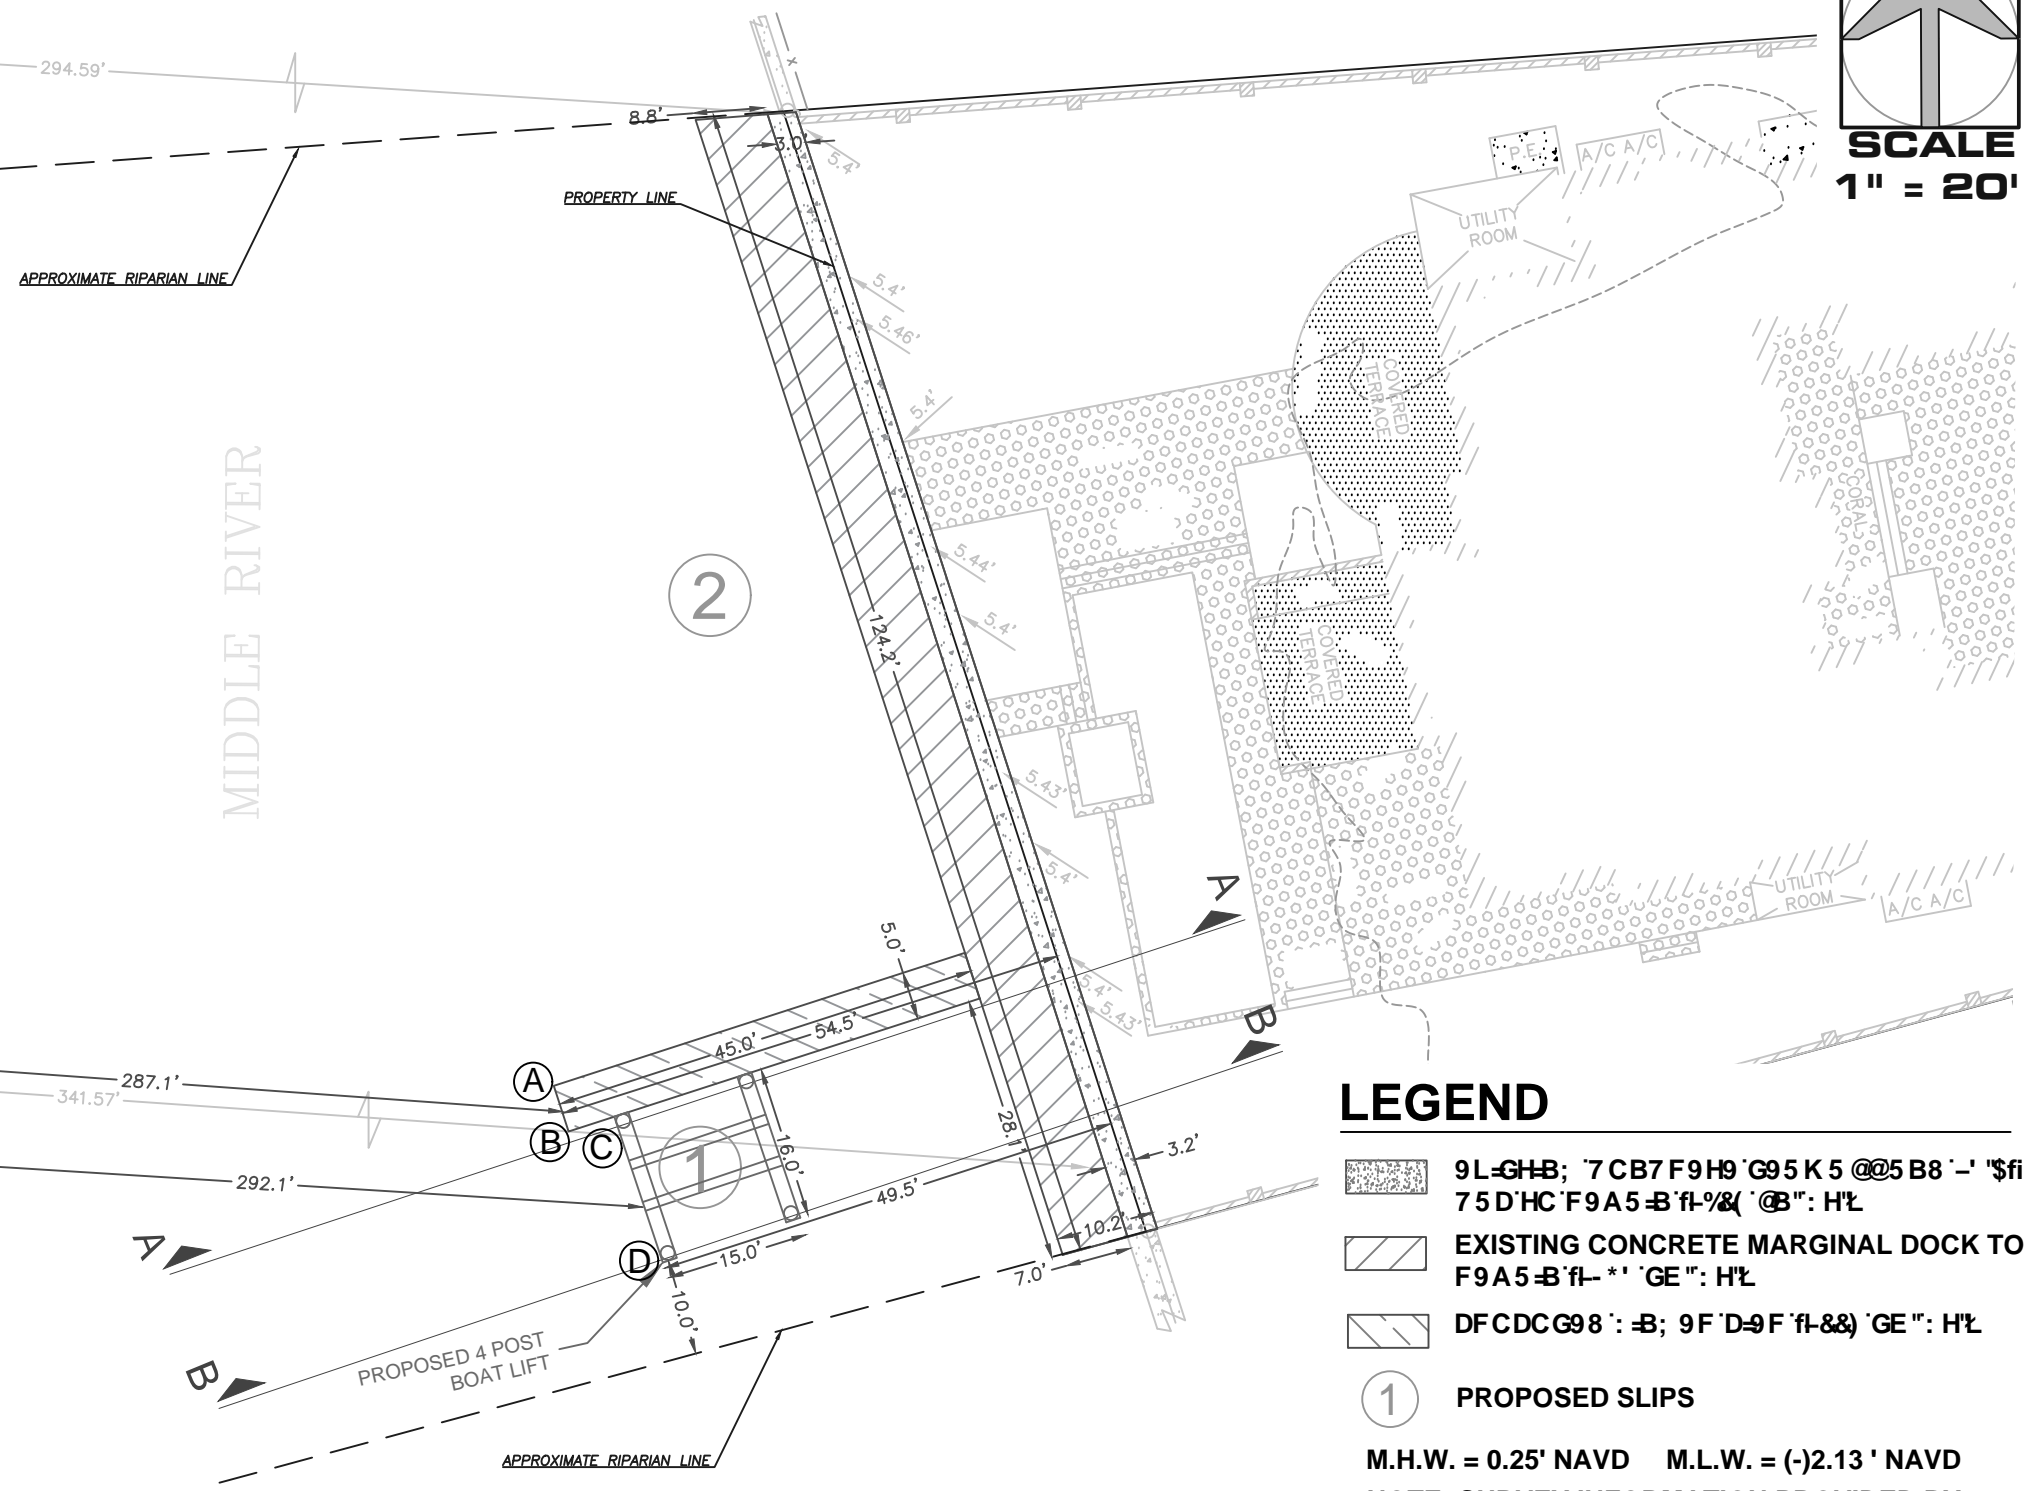 294.59'
8.8'
3.0'
5.4'
PROPERTY LINE
APPROXIMATE RIPARIAN LINE
SCALE
1" = 20'
P.E.
A/C A/C
UTILITY
ROOM
5.4'
5.46'
5.4'
COVERED
TERRACE
CORAL
MIDDLE RIVER
2
5.44'
5.4'
124.2'
COVERED
TERRACE
5.43'
5.4'
A
UTILITY
ROOM
A/C A/C
5.0'
5.4'
5.43'
B
45.0'
54.5'
A
287.1'
341.57'
B
C
1
16.0'
28.1'
3.2'
292.1'
49.5'
10.2'
A
D
15.0'
7.0'
10.0'
PROPOSED 4 POST
BOAT LIFT
B
APPROXIMATE RIPARIAN LINE
LEGEND
EXISTING CONCRETE MARGINAL DOCK TO
1
PROPOSED SLIPS
M.H.W. = 0.25' NAVD M.L.W. = (-)2.13 ' NAVD